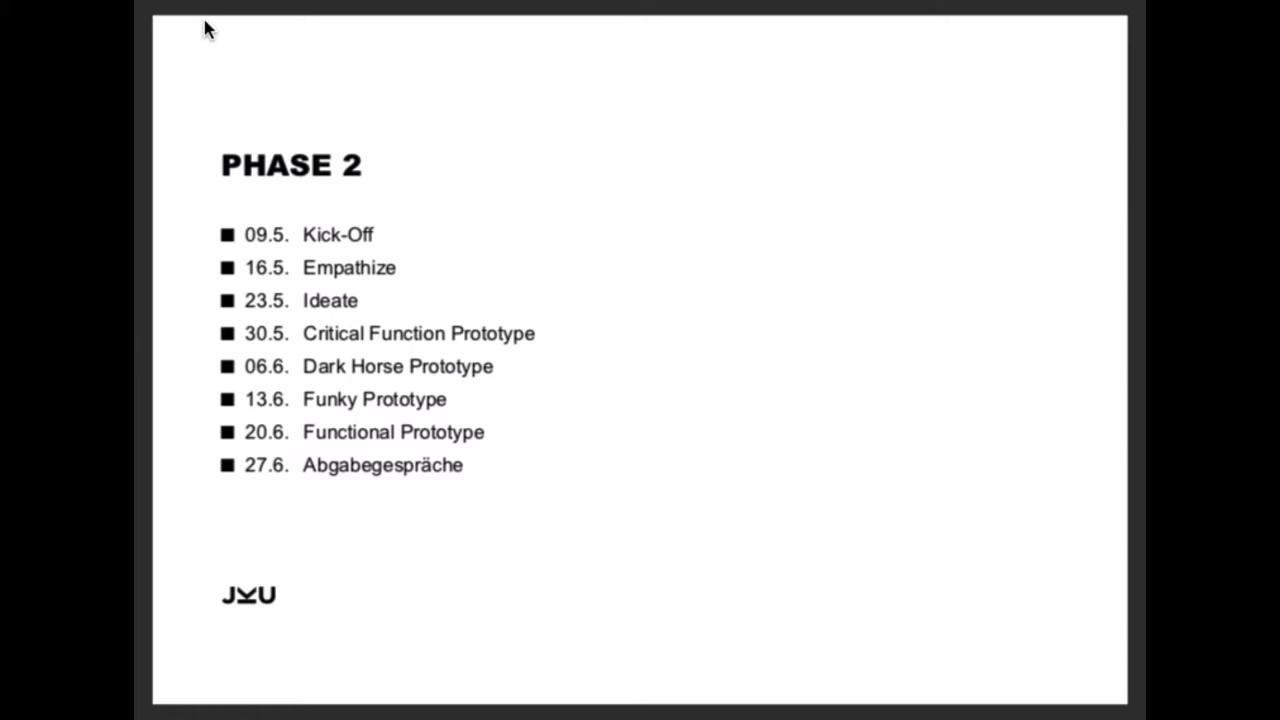 PHASE 2
■ 09.5. Kick-Off
■ 16.5. Empathize
■ 23.5. Ideate
■ 30.5. Critical Function Prototype
■ 06.6. Dark Horse Prototype
■ 13.6. Funky Prototype
■ 20.6. Functional Prototype
■ 27.6. Abgabegespräche
JKU